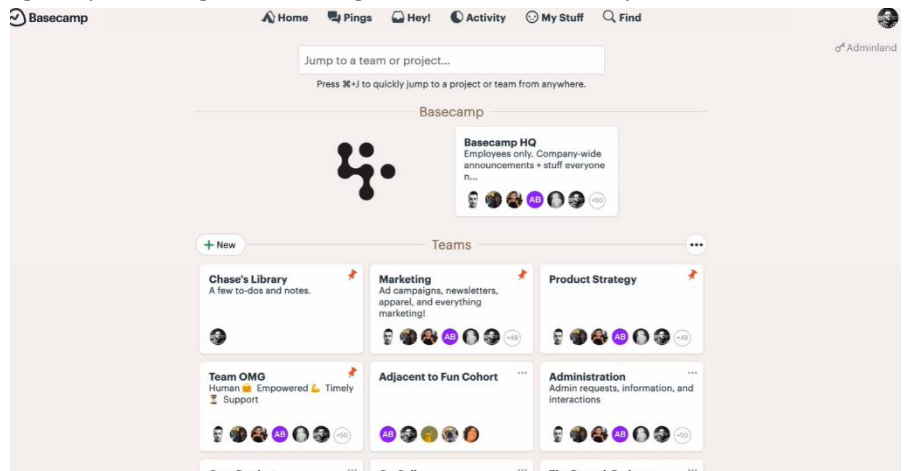 Basecamp
Home Pings Hey! Activity My Stuff Find
Adminland
Jump to a team or project...
Press ⌘+J to quickly jump to a project or team from anywhere.
Basecamp
Basecamp HQ
Employees only. Company-wide
announcements + stuff everyone
n...
AB +50
+ New
Teams
Chase's Library
A few to-dos and notes.
Marketing
Ad campaigns, newsletters,
apparel, and everything
marketing!
AB +49
Product Strategy
AB +49
Team OMG
Human 😊 Empowered 💪 Timely
⏳ Support
AB +50
Adjacent to Fun Cohort
AB
Administration
Admin requests, information, and
interactions
AB +50